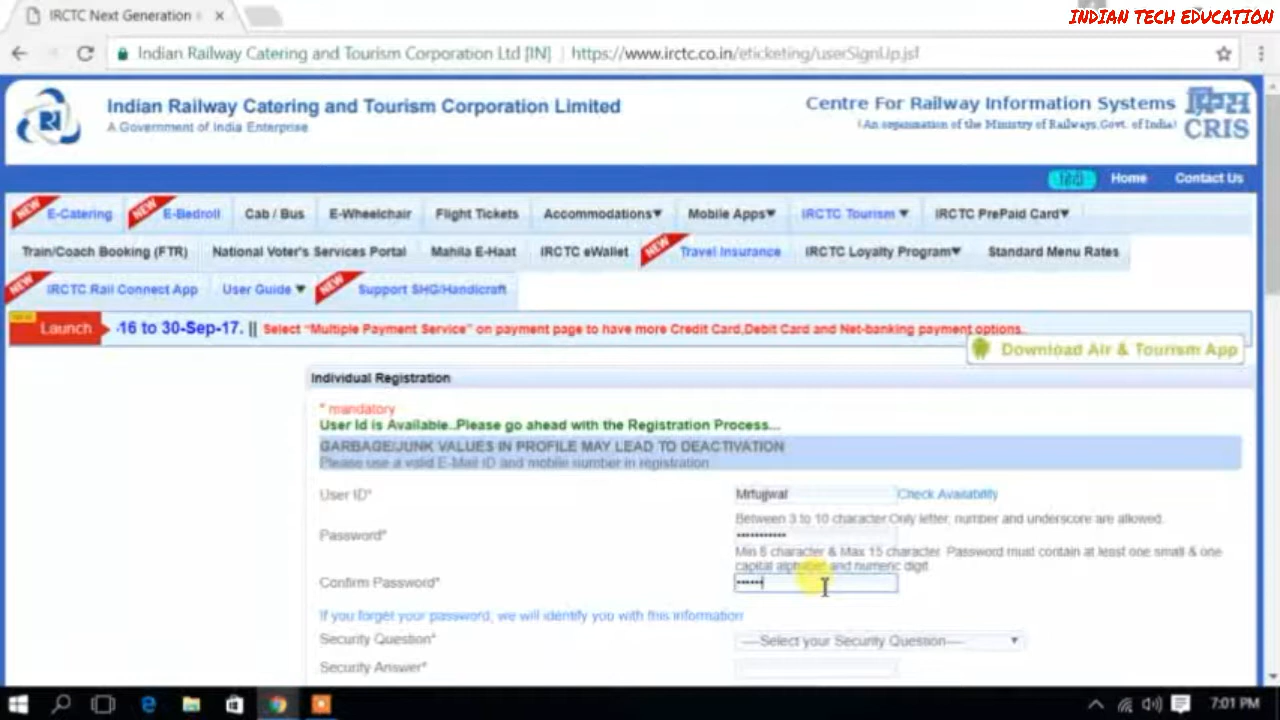 IRCTC Next Generation
INDIAN TECH EDUCATION
Indian Railway Catering and Tourism Corporation Ltd [IN] https://www.irctc.co.in/eticketing/userSignUp.jsf
Indian Railway Catering and Tourism Corporation Limited
A Government of India Enterprise
Centre For Railway Information Systems
(An organisation of the Ministry of Railways,Govt. of India)
CRIS
Home Contact Us
NEW E-Catering NEW E-Bedroll Cab / Bus E-Wheelchair Flight Tickets Accommodations Mobile Apps IRCTC Tourism IRCTC PrePaid Card
Train/Coach Booking (FTR) National Voter's Services Portal Mahila E-Haat IRCTC eWallet NEW Travel Insurance IRCTC Loyalty Program Standard Menu Rates
NEW IRCTC Rail Connect App User Guide NEW Support SHG/Handicraft
Launch -16 to 30-Sep-17. || Select "Multiple Payment Service" on payment page to have more Credit Card,Debit Card and Net-banking payment options..
Download Air & Tourism App
Individual Registration
* mandatory
User Id is Available..Please go ahead with the Registration Process...
GARBAGE/JUNK VALUES IN PROFILE MAY LEAD TO DEACTIVATION
Please use a valid E-Mail ID and mobile number in registration.
User ID* Mrfugwal Check Availability
Between 3 to 10 character.Only letter, number and underscore are allowed.
Password*
Min 8 character & Max 15 character. Password must contain at least one small & one
capital alphabet and numeric digit
Confirm Password*
If you forget your password, we will identify you with this information
Security Question* ----Select your Security Question----
Security Answer*
7:01 PM